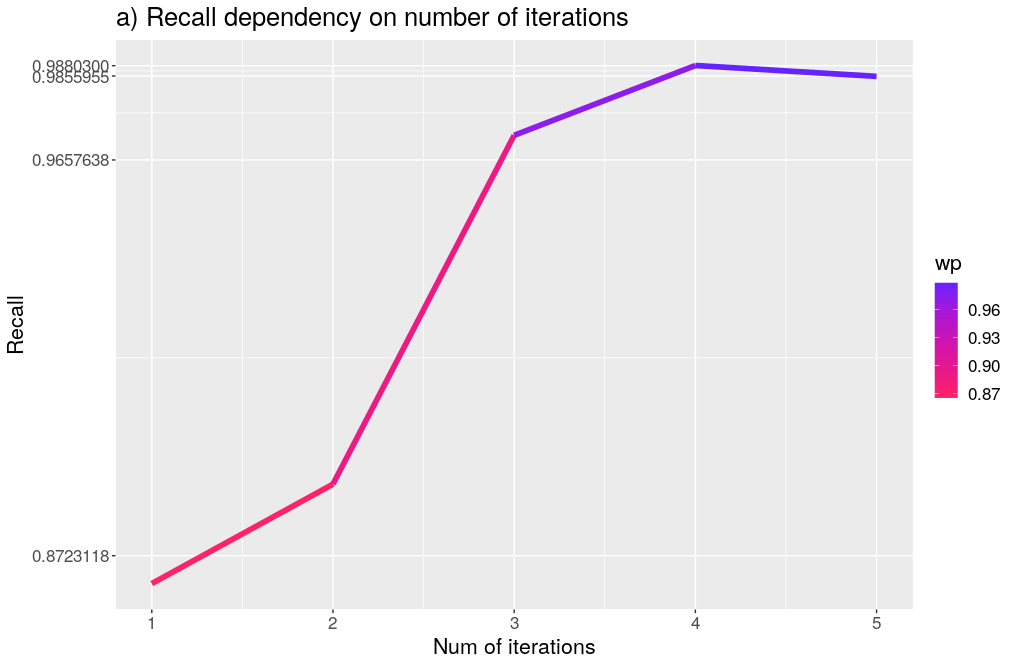 a) Recall dependency on number of iterations
0.9880300
0.9855955
0.9657638
0.8723118
Recall
1 2 3 4 5
Num of iterations
wp
0.96
0.93
0.90
0.87